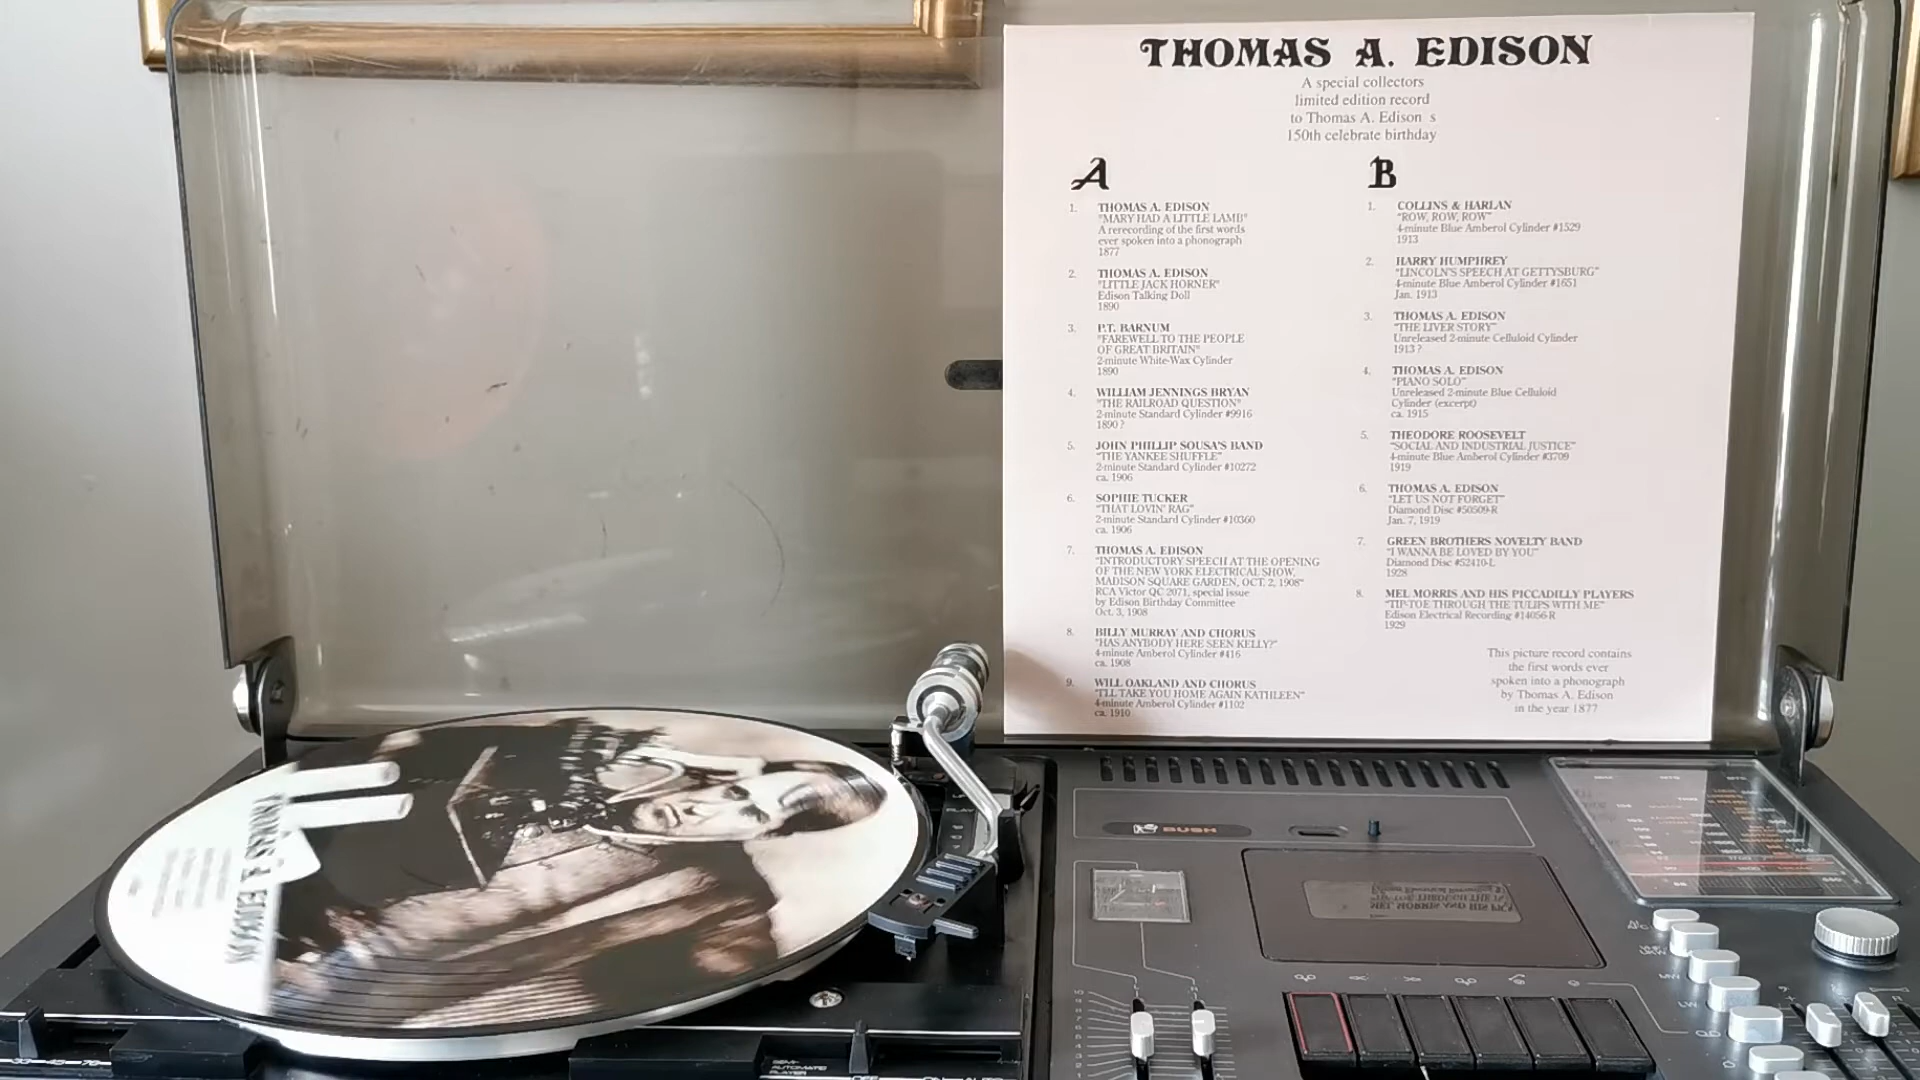 THOMAS A. EDISON
A special collectors
limited edition record
to Thomas A. Edison s
150th celebrate birthday
A
1. THOMAS A. EDISON
"MARY HAD A LITTLE LAMB"
A rerecording of the first words
ever spoken into a phonograph
1877
2. THOMAS A. EDISON
"LITTLE JACK HORNER"
Edison Talking Doll
1890
3. P.T. BARNUM
"FAREWELL TO THE PEOPLE
OF GREAT BRITAIN"
2-minute White-Wax Cylinder
1890
4. WILLIAM JENNINGS BRYAN
"THE RAILROAD QUESTION"
2-minute Standard Cylinder #9916
1890?
5. JOHN PHILLIP SOUSA'S BAND
"THE YANKEE SHUFFLE"
2-minute Standard Cylinder #10272
ca. 1906
6. SOPHIE TUCKER
"THAT LOVIN' RAG"
2-minute Standard Cylinder #10360
ca. 1906
7. THOMAS A. EDISON
"INTRODUCTORY SPEECH AT THE OPENING
OF THE NEW YORK ELECTRICAL SHOW,
MADISON SQUARE GARDEN, OCT. 2, 1908"
RCA Victor QC 2071, special issue
by Edison Birthday Committee
Oct. 3, 1908
8. BILLY MURRAY AND CHORUS
"HAS ANYBODY HERE SEEN KELLY?"
4-minute Amberol Cylinder #416
ca. 1908
9. WILL OAKLAND AND CHORUS
"I'LL TAKE YOU HOME AGAIN KATHLEEN"
4-minute Amberol Cylinder #1102
ca. 1910
B
1. COLLINS & HARLAN
"ROW, ROW, ROW"
4-minute Blue Amberol Cylinder #1529
1913
2. HARRY HUMPHREY
"LINCOLN'S SPEECH AT GETTYSBURG"
4-minute Blue Amberol Cylinder #1651
Jan. 1913
3. THOMAS A. EDISON
"THE LIVER STORY"
Unreleased 2-minute Celluloid Cylinder
1913?
4. THOMAS A. EDISON
"PIANO SOLO"
Unreleased 2-minute Blue Celluloid
Cylinder (excerpt)
ca. 1915
5. THEODORE ROOSEVELT
"SOCIAL AND INDUSTRIAL JUSTICE"
4-minute Blue Amberol Cylinder #3709
1919
6. THOMAS A. EDISON
"LET US NOT FORGET"
Diamond Disc #50509-R
Jan. 7, 1919
7. GREEN BROTHERS NOVELTY BAND
"I WANNA BE LOVED BY YOU"
Diamond Disc #52410-L
1928
8. MEL MORRIS AND HIS PICCADILLY PLAYERS
"TIP-TOE THROUGH THE TULIPS WITH ME"
Edison Electrical Recording #14056-R
1929
This picture record contains
the first words ever
spoken into a phonograph
by Thomas A. Edison
in the year 1877
THOMAS A. EDISON
BUSH